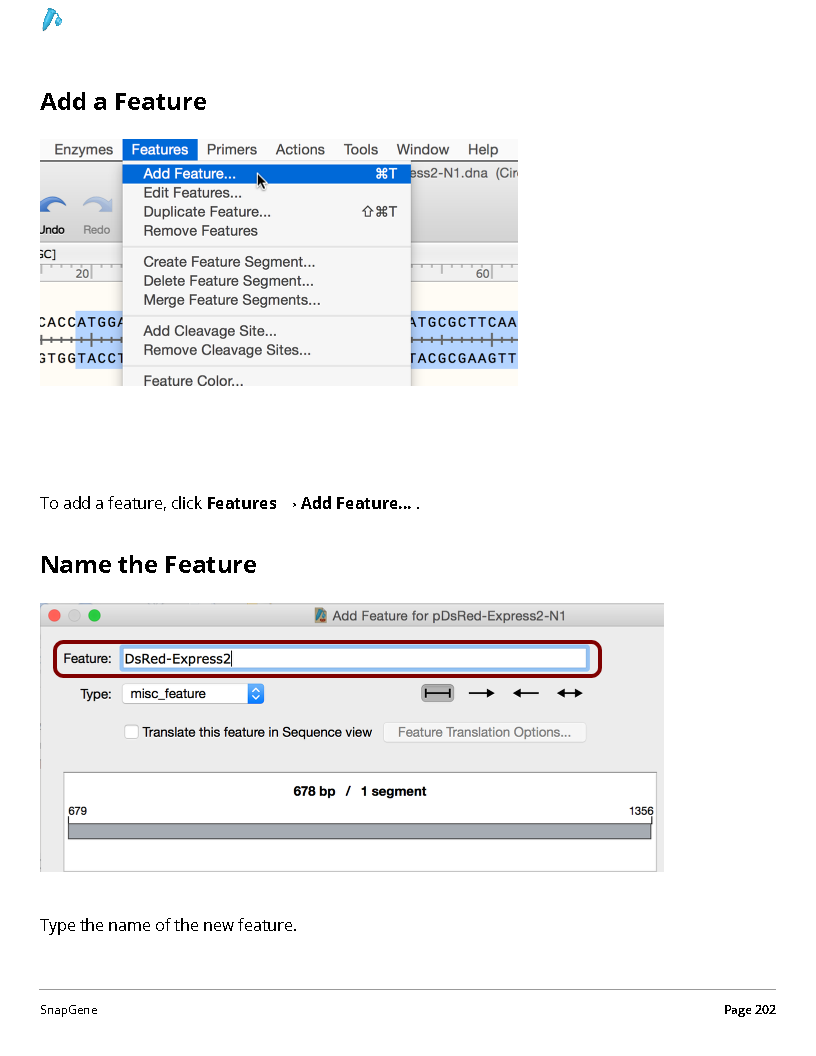 Add a Feature
Enzymes Features Primers Actions Tools Window Help
Add Feature... ⌘T ess2-N1.dna (Cir
Edit Features...
Duplicate Feature... ⇧⌘T
Undo Redo Remove Features
Create Feature Segment...
GC]
20 Delete Feature Segment... 60
Merge Feature Segments...
CACCATGGA ATGCGCTTCAA
Add Cleavage Site...
Remove Cleavage Sites...
GTGGTACCT TACGCGAAGTT
Feature Color...
To add a feature, click Features → Add Feature... .
Name the Feature
Add Feature for pDsRed-Express2-N1
Feature: DsRed-Express2
Type: misc_feature
Translate this feature in Sequence view Feature Translation Options...
678 bp / 1 segment
679 1356
Type the name of the new feature.
SnapGene Page 202